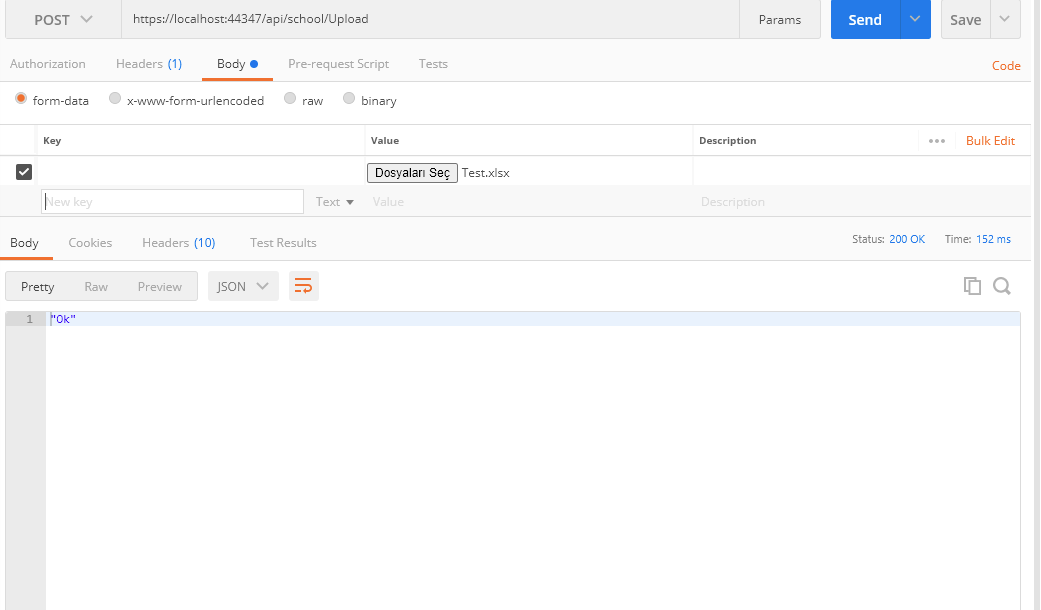 POST https://localhost:44347/api/school/Upload Params Send Save
Authorization Headers (1) Body Pre-request Script Tests Code
form-data x-www-form-urlencoded raw binary
Key Value Description ••• Bulk Edit
Dosyaları Seç Test.xlsx
New key Text Value Description
Body Cookies Headers (10) Test Results Status: 200 OK Time: 152 ms
Pretty Raw Preview JSON
1 "Ok"